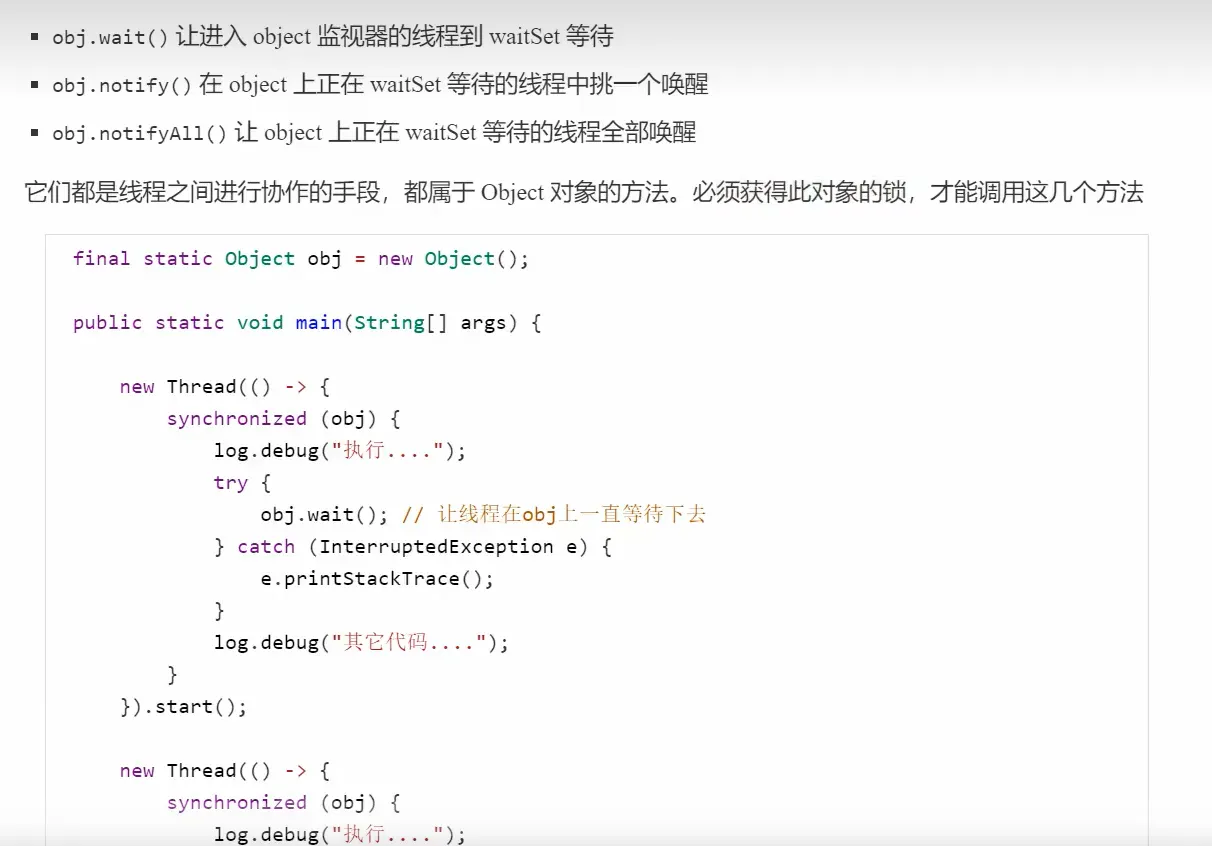 ▪ obj.wait() 让进入 object 监视器的线程到 waitSet 等待
▪ obj.notify() 在 object 上正在 waitSet 等待的线程中挑一个唤醒
▪ obj.notifyAll() 让 object 上正在 waitSet 等待的线程全部唤醒
它们都是线程之间进行协作的手段，都属于 Object 对象的方法。必须获得此对象的锁，才能调用这几个方法
final static Object obj = new Object();
public static void main(String[] args) {
new Thread(() -> {
synchronized (obj) {
log.debug("执行....");
try {
obj.wait(); // 让线程在obj上一直等待下去
} catch (InterruptedException e) {
e.printStackTrace();
}
log.debug("其它代码....");
}
}).start();
new Thread(() -> {
synchronized (obj) {
log.debug("执行....");